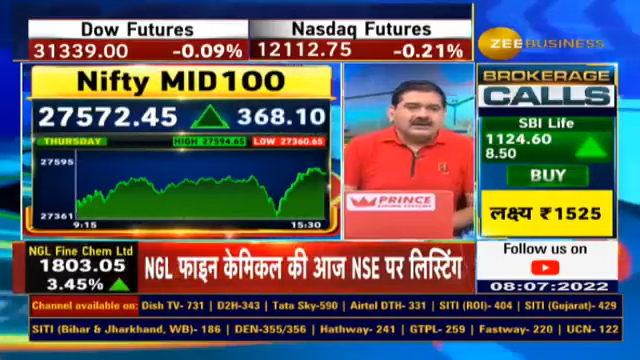 Dow Futures
31339.00 -0.09%
Nasdaq Futures
12112.75 -0.21%
ZEE BUSINESS
Nifty MID100
27572.45 368.10
THURSDAY HIGH 27594.65 LOW 27360.65
27595
27361
9:15 15:30
PRINCE
PIPING SYSTEMS
BROKERAGE
CALLS
SBI Life
1124.60
8.50
BUY
लक्ष्य ₹1525
NGL Fine Chem Ltd
1803.05
3.45%
NGL फाइन केमिकल की आज NSE पर लिस्टिंग
Follow us on
08:07:2022
Channel available on: Dish TV- 731 | D2H-343 | Tata Sky-590 | Airtel DTH- 331 | SITI (ROI)- 404 | SITI (Gujarat)- 429
SITI (Bihar & Jharkhand, WB)- 186 | DEN-355/356 | Hathway- 241 | GTPL- 259 | Fastway- 220 | UCN- 122